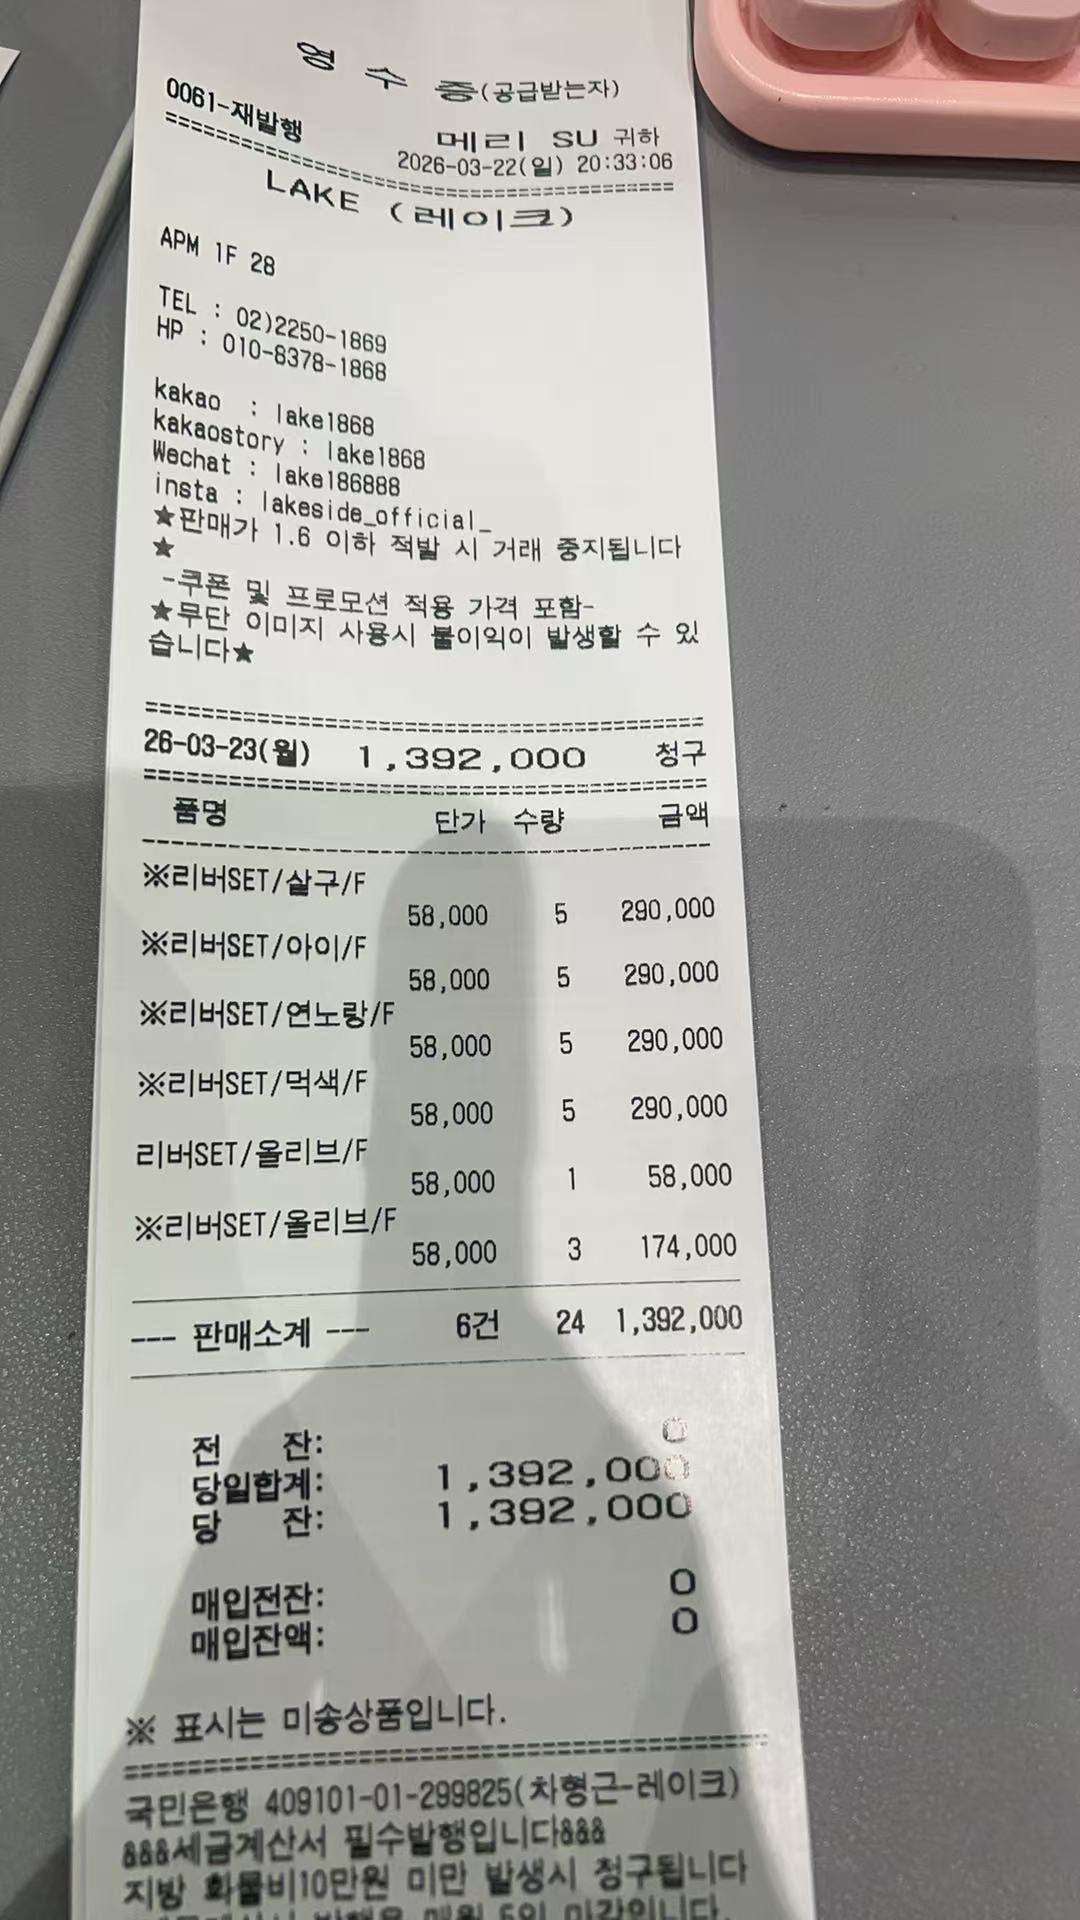 영 수 증(공급받는자)
0061-재발행
메리 SU 귀하
2026-03-22(일) 20:33:06
======================================
LAKE (레이크)
APM 1F 28
TEL : 02)2250-1869
HP : 010-8378-1868
kakao : lake1868
kakaostory : lake1868
Wechat : lake186888
insta : lakeside_official_
★판매가 1.6 이하 적발 시 거래 중지됩니다
★
-쿠폰 및 프로모션 적용 가격 포함-
★무단 이미지 사용시 불이익이 발생할 수 있
습니다★
======================================
26-03-23(월) 1,392,000 청구
======================================
품명 단가 수량 금액
--------------------------------------
※리버SET/살구/F
58,000 5 290,000
※리버SET/아이/F
58,000 5 290,000
※리버SET/연노랑/F
58,000 5 290,000
※리버SET/먹색/F
58,000 5 290,000
리버SET/올리브/F
58,000 1 58,000
※리버SET/올리브/F
58,000 3 174,000
--- 판매소계 --- 6건 24 1,392,000
전 잔: 0
당일합계: 1,392,000
당 잔: 1,392,000
매입전잔: 0
매입잔액: 0
※ 표시는 미송상품입니다.
======================================
국민은행 409101-01-299825(차형근-레이크)
&&&세금계산서 필수발행입니다&&&
지방 화물비10만원 미만 발생시 청구됩니다
발행은 매월 5일 마감입니다.